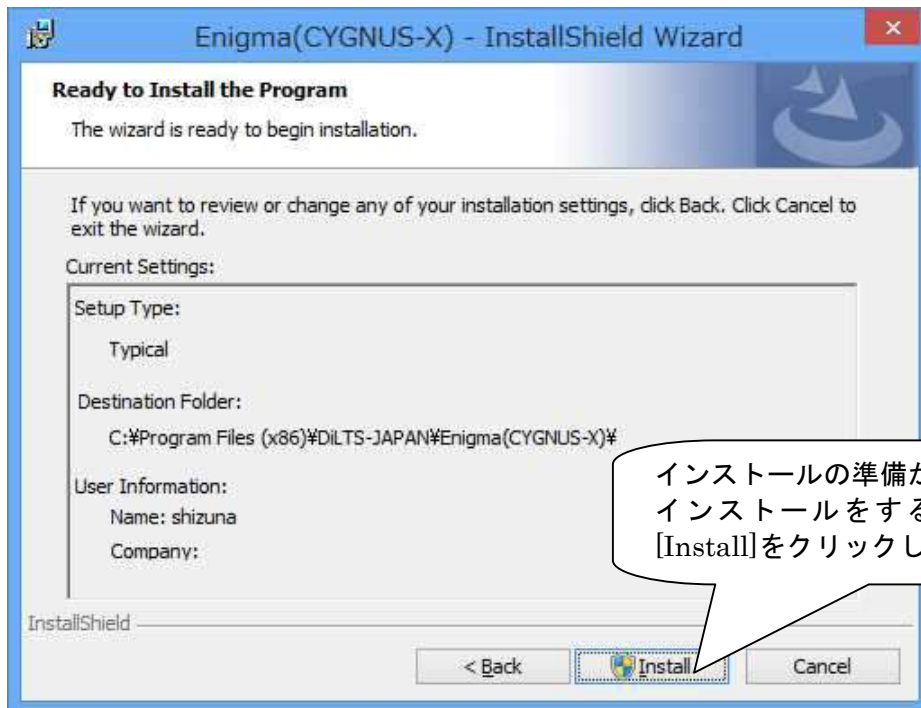 Enigma(CYGNUS-X) - InstallShield Wizard
Ready to Install the Program
The wizard is ready to begin installation.
If you want to review or change any of your installation settings, click Back. Click Cancel to
exit the wizard.
Current Settings:
Setup Type:
Typical
Destination Folder:
C:¥Program Files (x86)¥DiLTS-JAPAN¥Enigma(CYGNUS-X)¥
User Information:
Name: shizuna
Company:
インストールの準備が
インストールをする
[Install]をクリックし
InstallShield
< Back
Install
Cancel